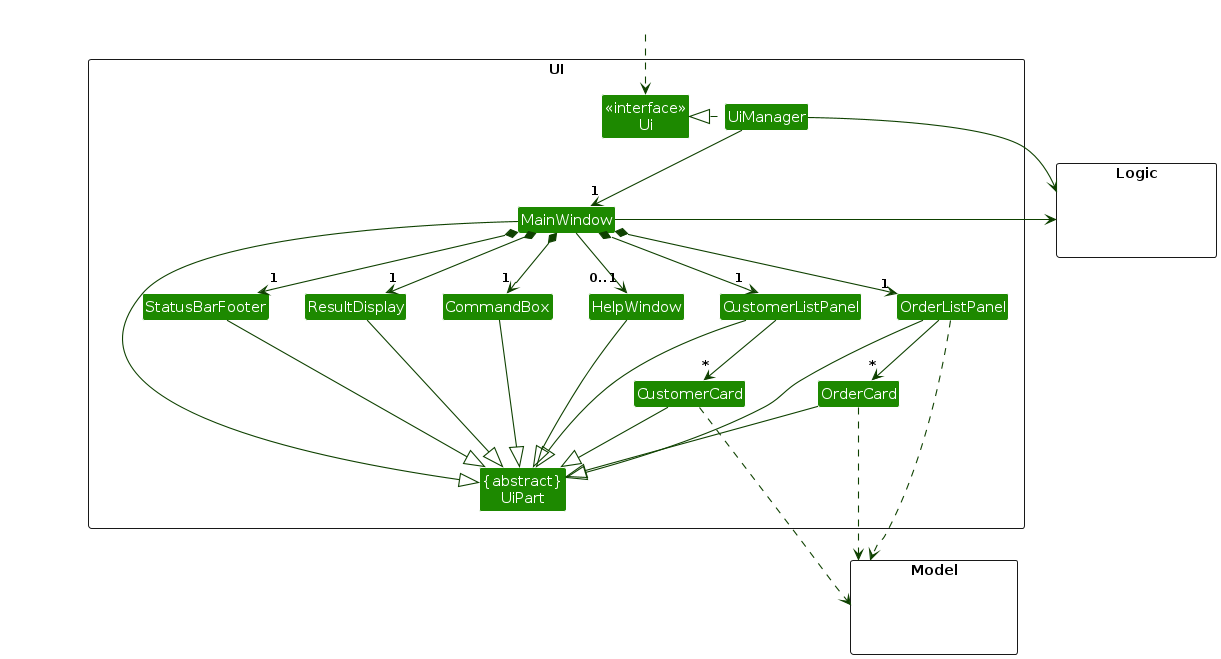 UI
«interface»
Ui
UiManager
Logic
1
MainWindow
1
1
1
0..1
1
1
StatusBarFooter
ResultDisplay
CommandBox
HelpWindow
CustomerListPanel
OrderListPanel
*
*
CustomerCard
OrderCard
{abstract}
UiPart
Model